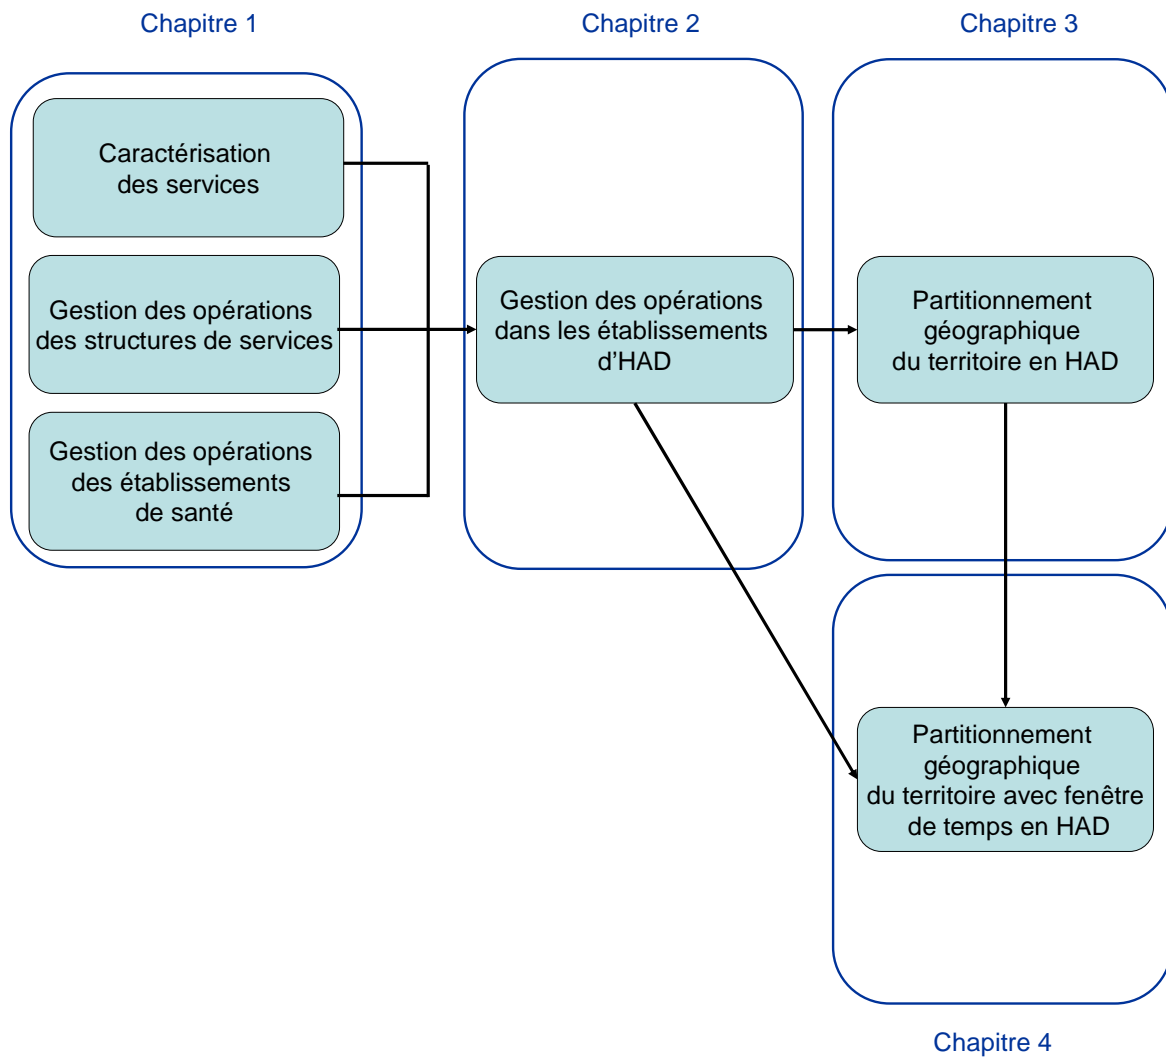 Chapitre 1
Chapitre 2
Chapitre 3
Caractérisation
des services
Gestion des opérations
des structures de services
Gestion des opérations
des établissements
de santé
Gestion des opérations
dans les établissements
d’HAD
Partitionnement
géographique
du territoire en HAD
Partitionnement
géographique
du territoire avec fenêtre
de temps en HAD
Chapitre 4